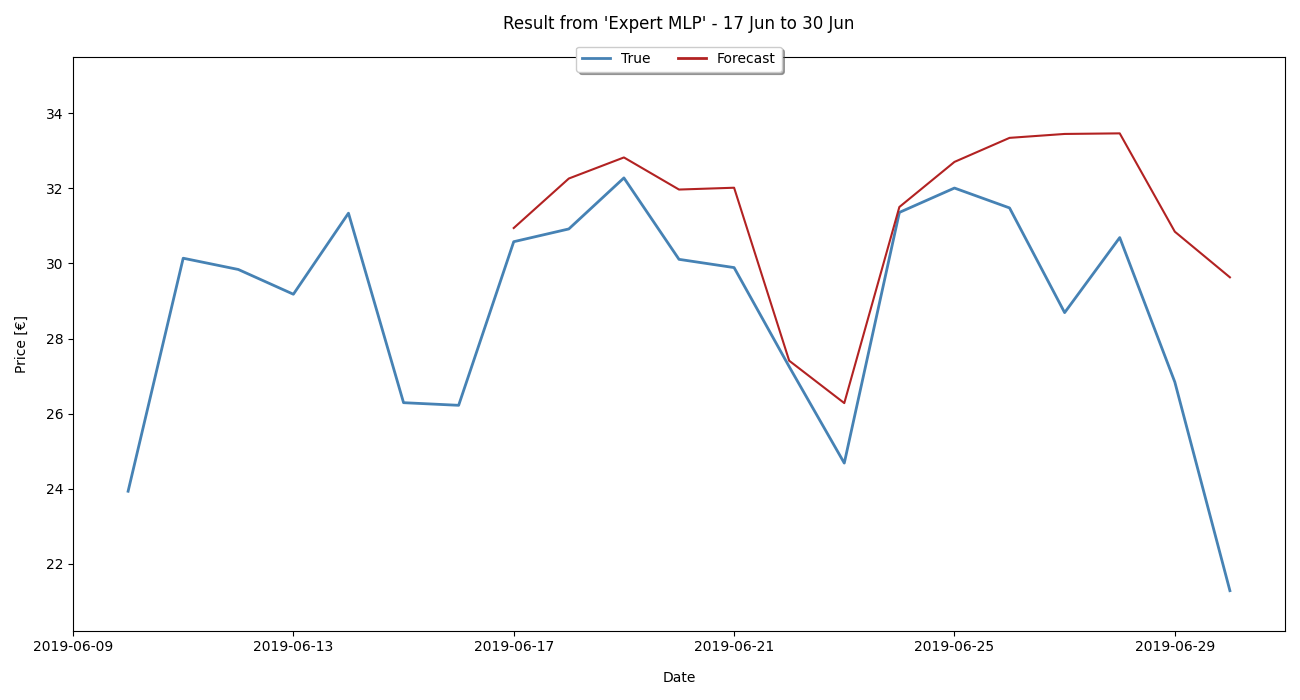 Result from 'Expert MLP' - 17 Jun to 30 Jun
True Forecast
34
32
30
28
26
24
22
Price [€]
2019-06-09 2019-06-13 2019-06-17 2019-06-21 2019-06-25 2019-06-29
Date